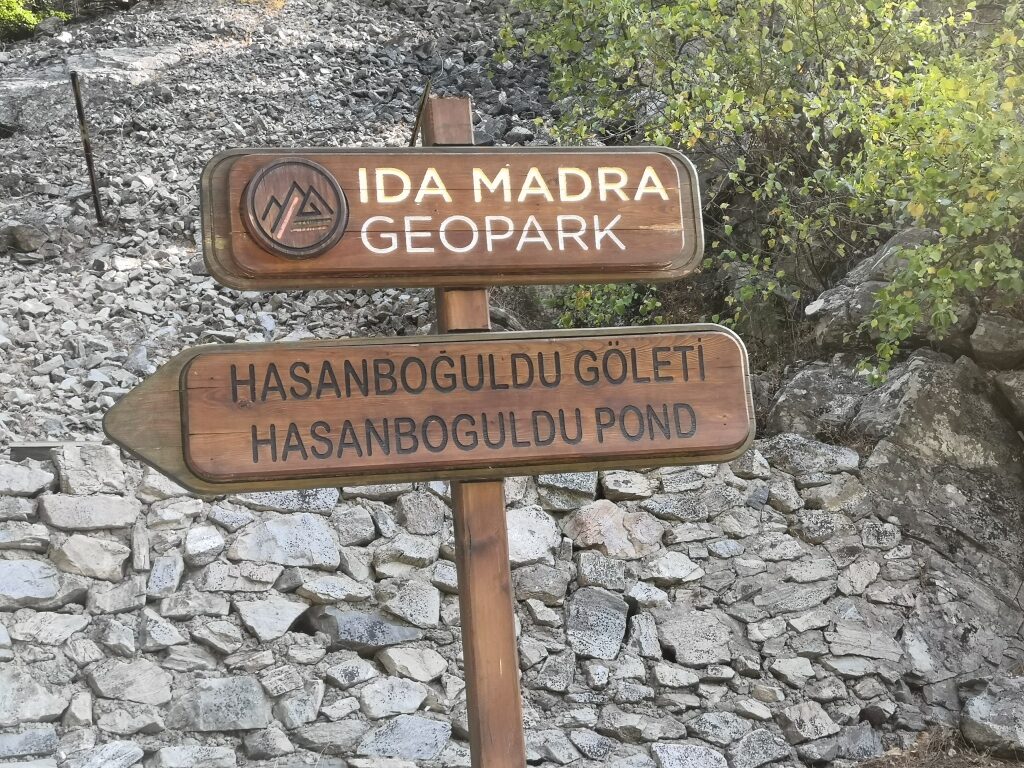 IDA MADRA
GEOPARK
HASANBOĞULDU GÖLETİ
HASANBOGULDU POND